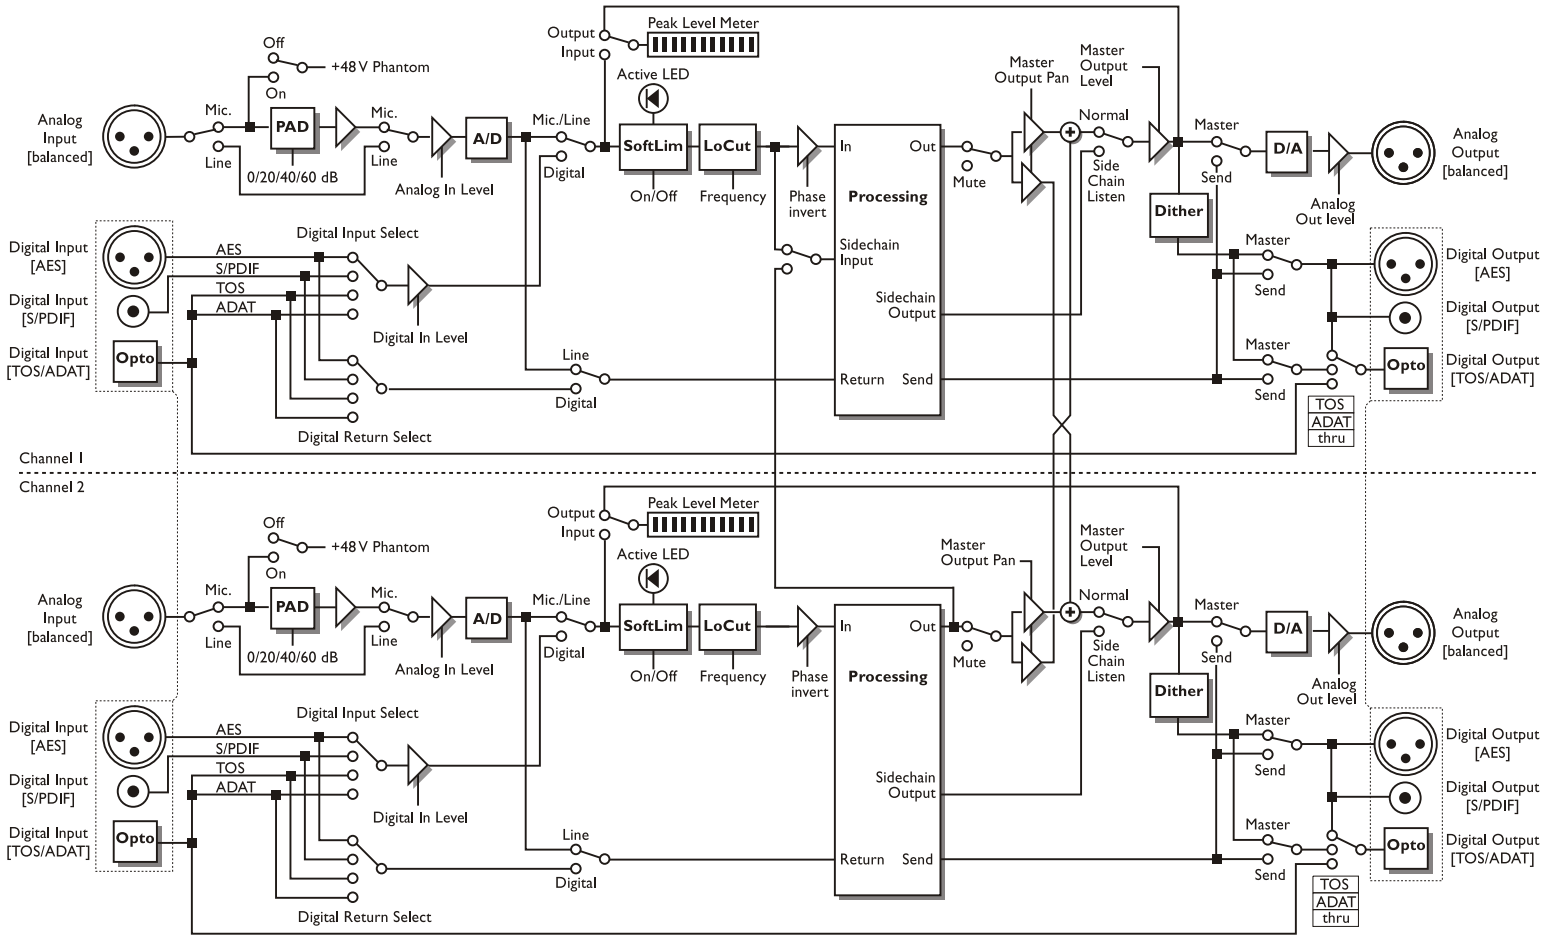 Output
Input
Peak Level Meter
Off
+48 V Phantom
On
Active LED
Master
Output Pan
Master
Output
Level
Analog
Input
[balanced]
Mic.
Line
PAD
0/20/40/60 dB
Mic.
Line
Analog In Level
A/D
Mic./Line
Digital
SoftLim
On/Off
LoCut
Frequency
Phase
invert
In
Out
Processing
Sidechain
Input
Sidechain
Output
Return
Send
Mute
Normal
Side
Chain
Listen
Master
Send
Dither
D/A
Analog
Out level
Analog
Output
[balanced]
Digital Input
[AES]
Digital Input
[S/PDIF]
Digital Input
[TOS/ADAT]
Opto
AES
S/PDIF
TOS
ADAT
Digital Input Select
Digital In Level
Digital Return Select
Line
Digital
Master
Send
Master
Send
TOS
ADAT
thru
Digital Output
[AES]
Digital Output
[S/PDIF]
Opto
Digital Output
[TOS/ADAT]
Channel 1
Channel 2
Output
Input
Peak Level Meter
Off
+48 V Phantom
On
Active LED
Master
Output Pan
Master
Output
Level
Analog
Input
[balanced]
Mic.
Line
PAD
0/20/40/60 dB
Mic.
Line
Analog In Level
A/D
Mic./Line
Digital
SoftLim
On/Off
LoCut
Frequency
Phase
invert
In
Out
Processing
Sidechain
Output
Return
Send
Mute
Normal
Side
Chain
Listen
Master
Send
Dither
D/A
Analog
Out level
Analog
Output
[balanced]
Digital Input
[AES]
Digital Input
[S/PDIF]
Digital Input
[TOS/ADAT]
Opto
AES
S/PDIF
TOS
ADAT
Digital Input Select
Digital In Level
Digital Return Select
Line
Digital
Master
Send
Master
Send
TOS
ADAT
thru
Digital Output
[AES]
Digital Output
[S/PDIF]
Opto
Digital Output
[TOS/ADAT]